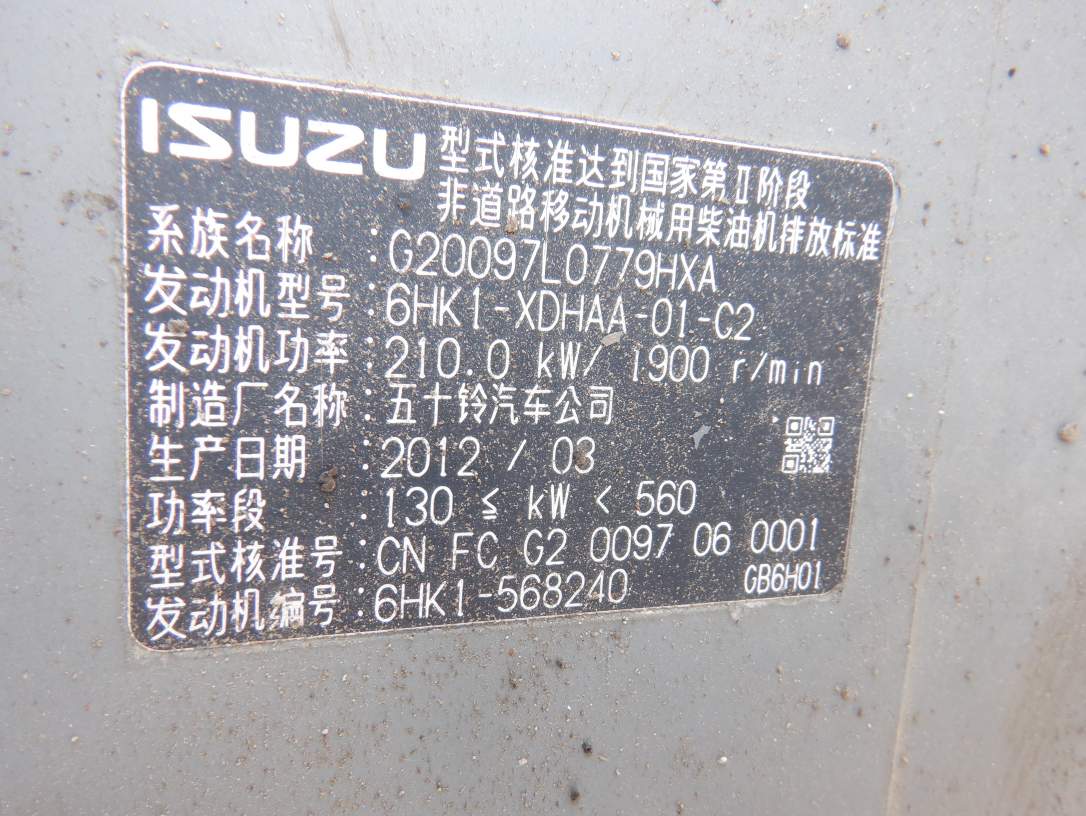 ISUZU 型式核准达到国家第Ⅱ阶段
非道路移动机械用柴油机排放标准
系族名称 :G20097L0779HXA
发动机型号:6HK1-XDHAA-01-C2
发动机功率:210.0 kW/ 1900 r/min
制造厂名称:五十铃汽车公司
生产日期 :2012 / 03
功率段 :130 ≦ kW < 560
型式核准号:CN FC G2 0097 06 0001
发动机编号:6HK1-568240 GB6H01